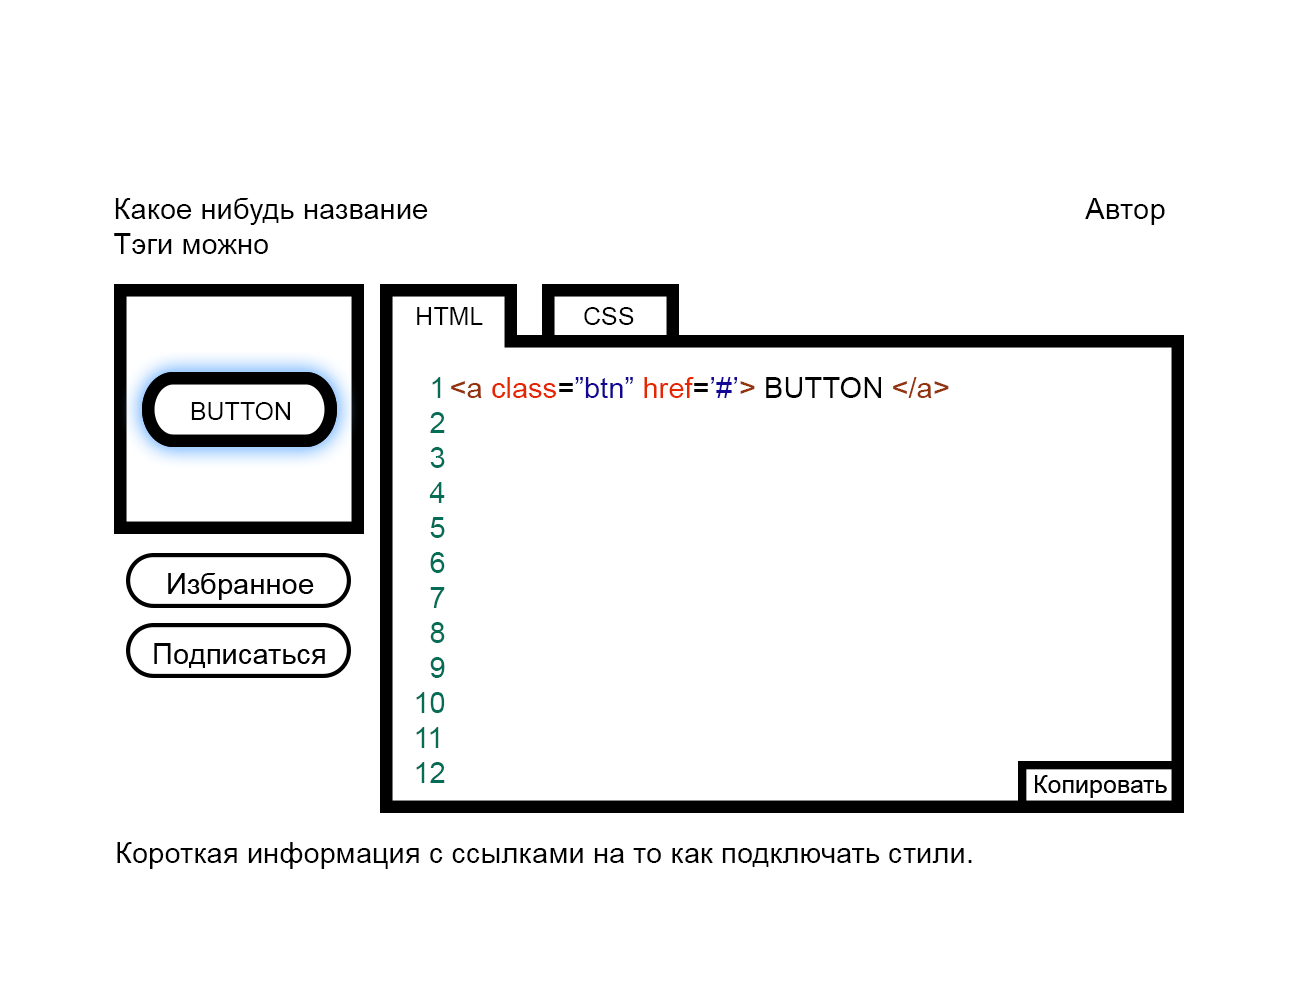 Какое нибудь название
Автор
Тэги можно
HTML
CSS
BUTTON
Избранное
Подписаться
1 <a class=”btn” href=’#’> BUTTON </a>
2
3
4
5
6
7
8
9
10
11
12
Копировать
Короткая информация с ссылками на то как подключать стили.